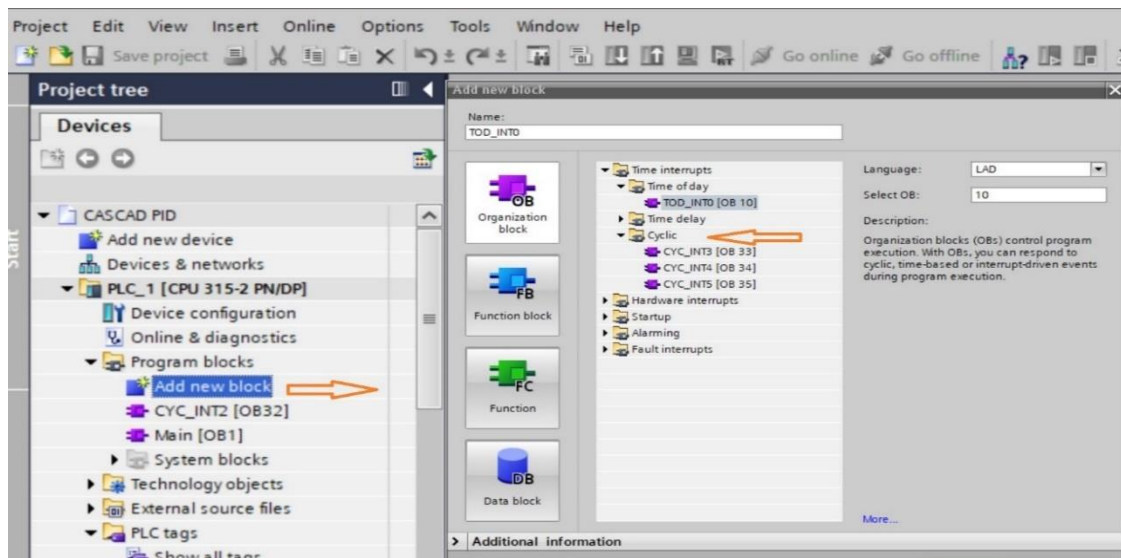 Project Edit View Insert Online Options Tools Window Help
Save project Go online Go offline
Start
Project tree
Devices
CASCAD PID
Add new device
Devices & networks
PLC_1 [CPU 315-2 PN/DP]
Device configuration
Online & diagnostics
Program blocks
Add new block
CYC_INT2 [OB32]
Main [OB1]
System blocks
Technology objects
External source files
PLC tags
Show all tags
Add new block
Name:
TOD_INT0
OB
Organization
block
FB
Function block
FC
Function
DB
Data block
Time interrupts
Time of day
TOD_INT0 [OB 10]
Time delay
Cyclic
CYC_INT3 [OB 33]
CYC_INT4 [OB 34]
CYC_INT5 [OB 35]
Hardware interrupts
Startup
Alarming
Fault interrupts
Language: LAD
Select OB: 10
Description:
Organization blocks (OBs) control program
execution. With OBs, you can respond to
cyclic, time-based or interrupt-driven events
during program execution.
More...
Additional information